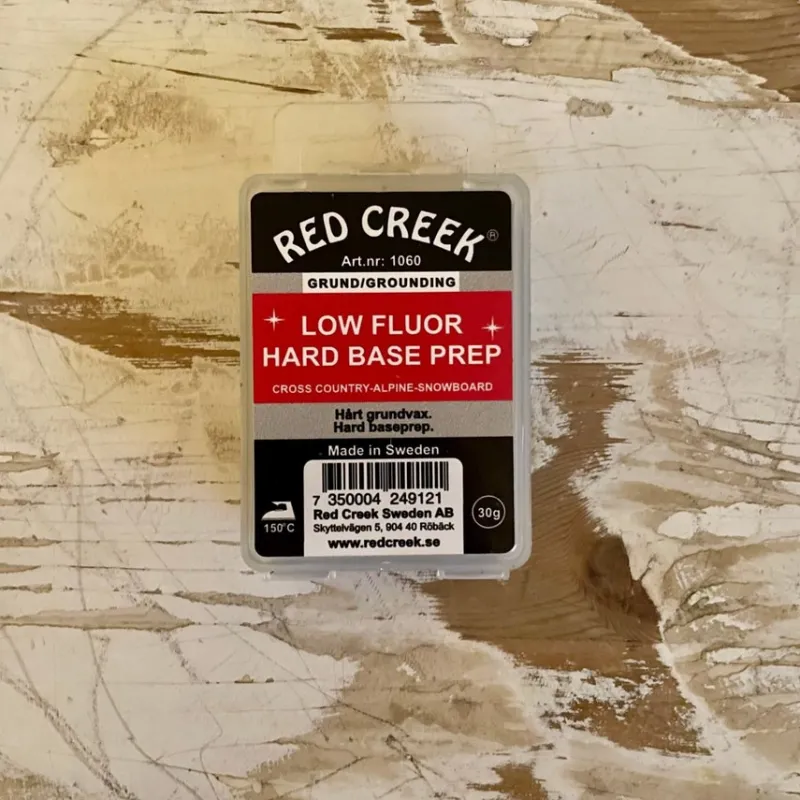 RED CREEK®
Art.nr: 1060
GRUND/GROUNDING
LOW FLUOR
HARD BASE PREP
CROSS COUNTRY-ALPINE-SNOWBOARD
Hårt grundvax.
Hard baseprep.
Made in Sweden
7 350004 249121
Red Creek Sweden AB
Skyttelvägen 5, 904 40 Röbäck
www.redcreek.se
150°C
30g